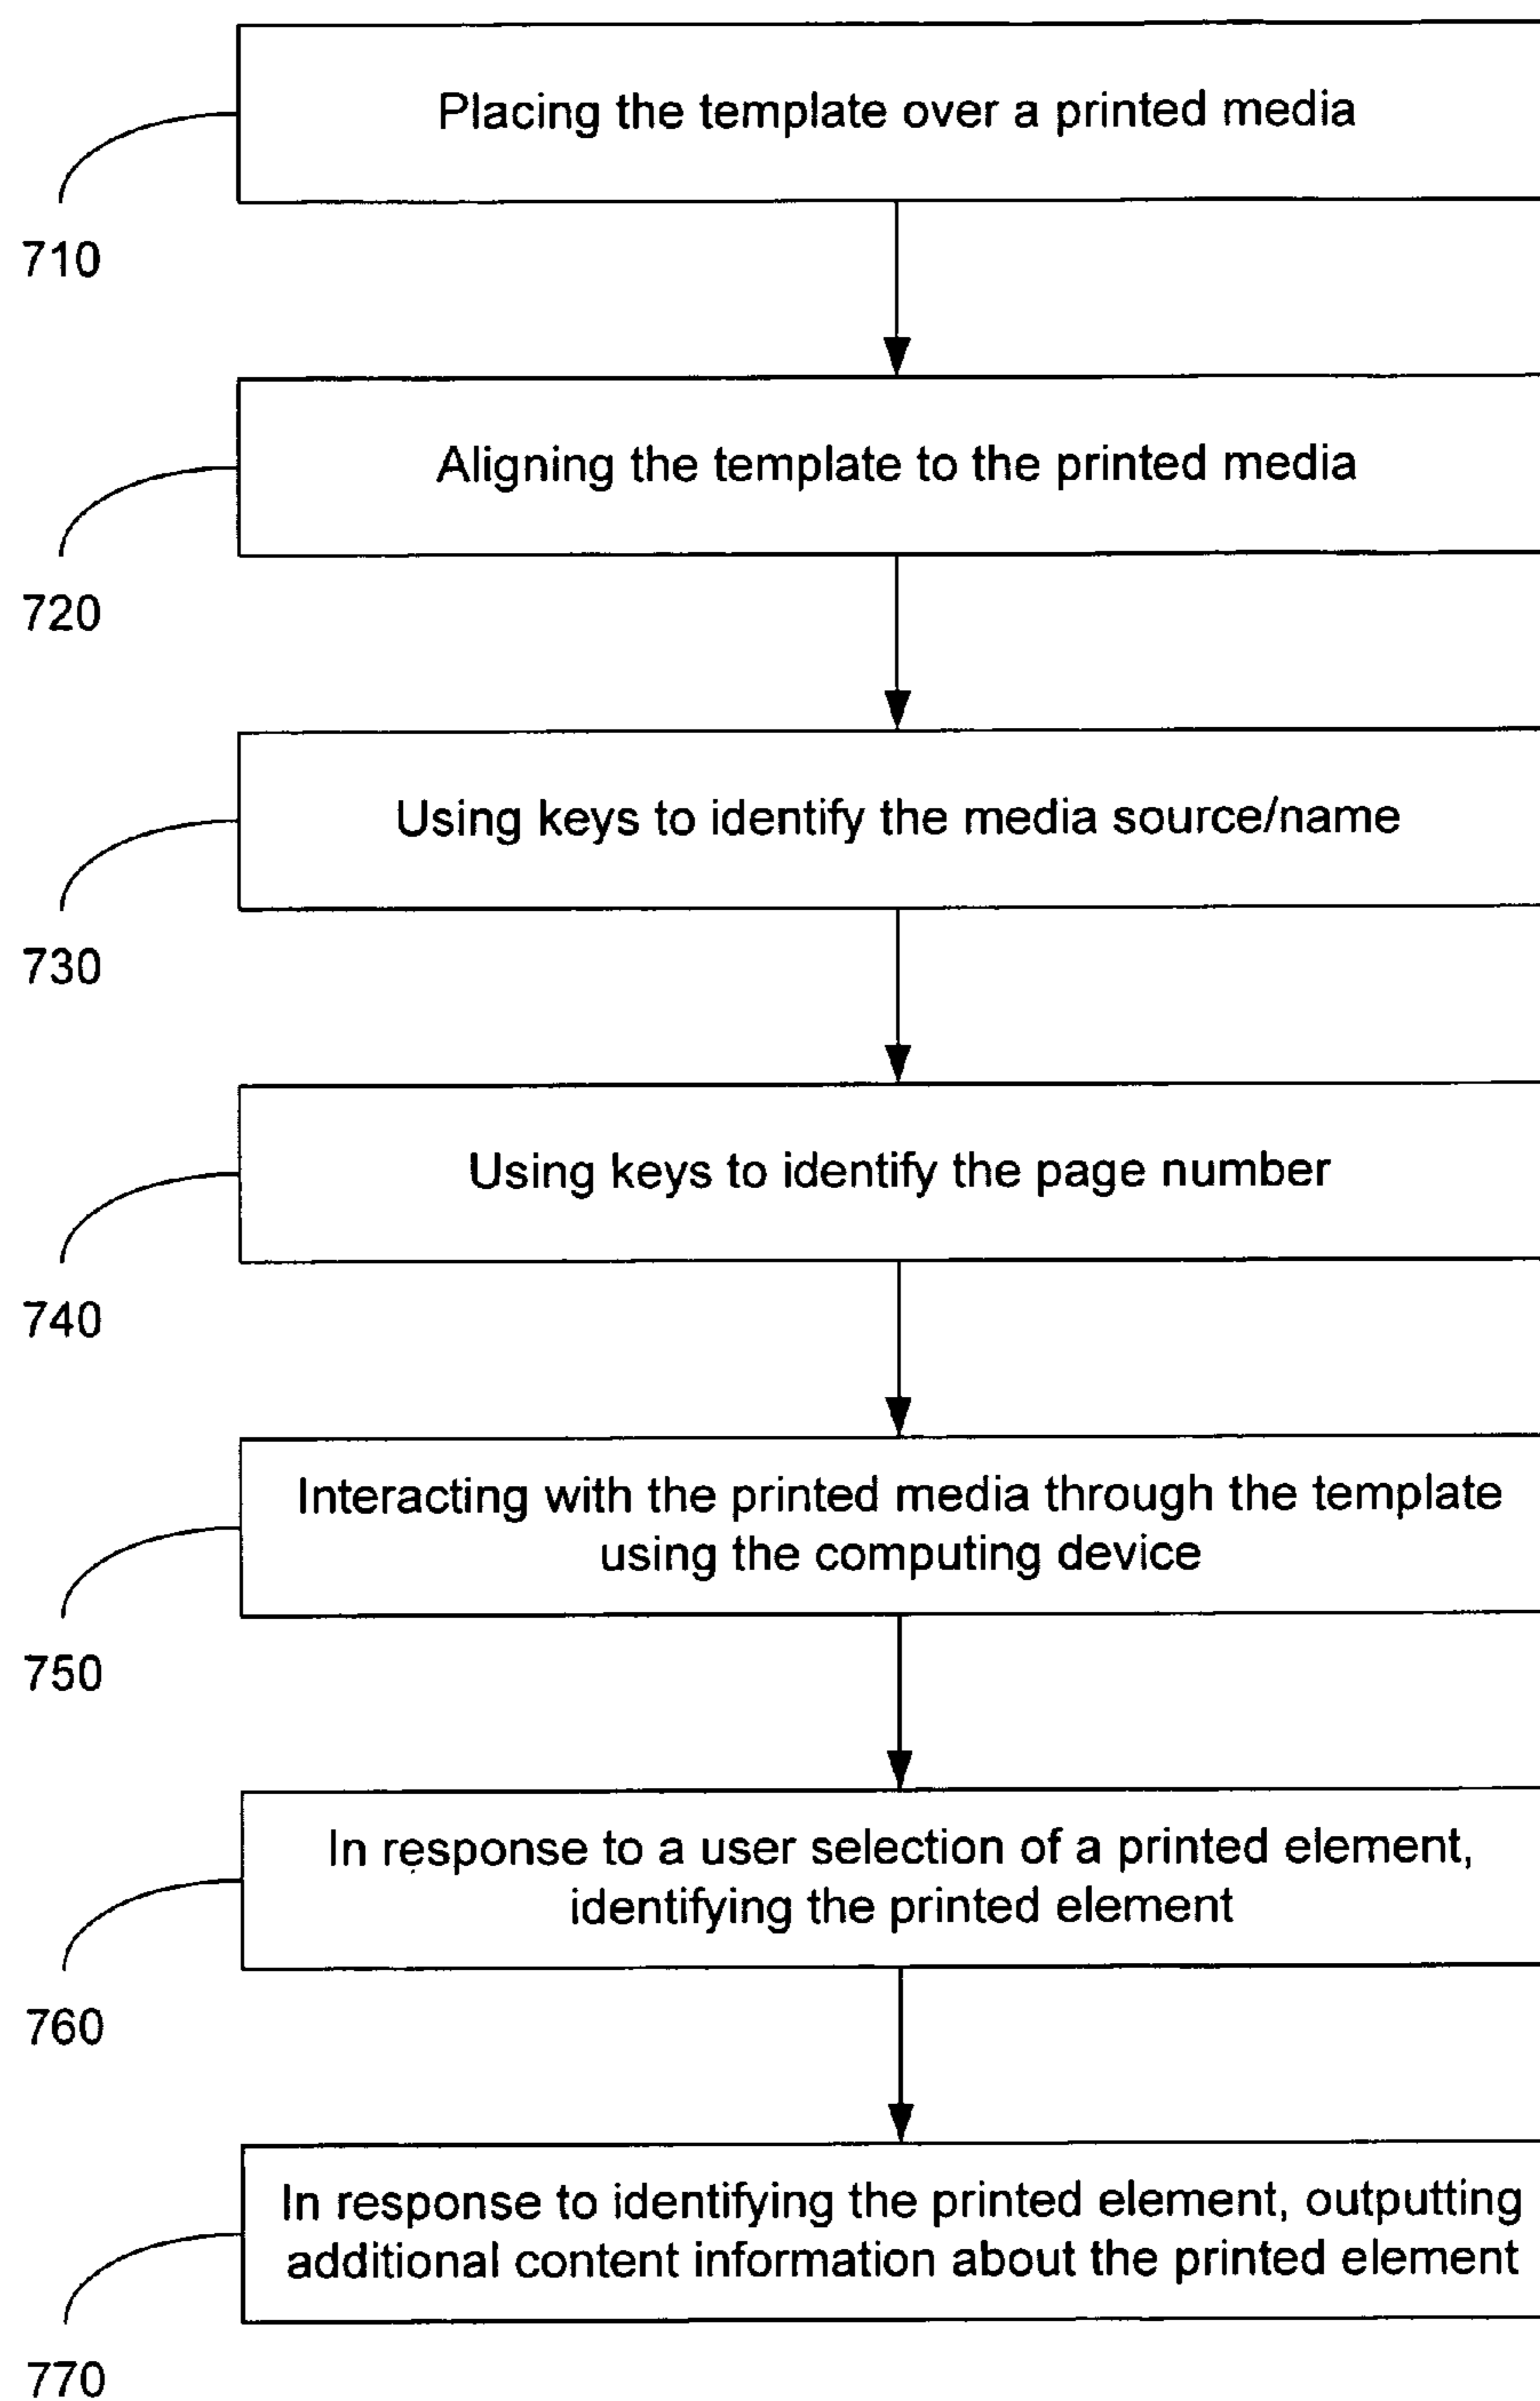 Placing the template over a printed media
710
Aligning the template to the printed media
720
Using keys to identify the media source/name
730
Using keys to identify the page number
740
Interacting with the printed media through the template
using the computing device
750
In response to a user selection of a printed element,
identifying the printed element
760
In response to identifying the printed element, outputting
additional content information about the printed element
770